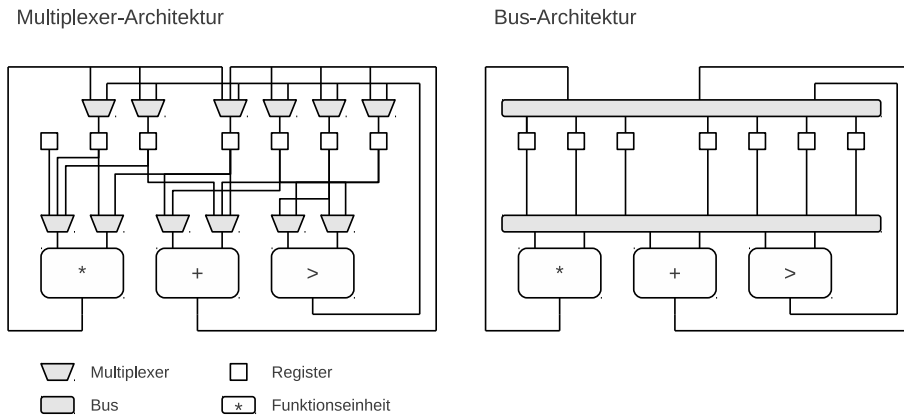 Multiplexer-Architektur
Bus-Architektur
* + >
* + >
Multiplexer
Register
Bus
* Funktionseinheit